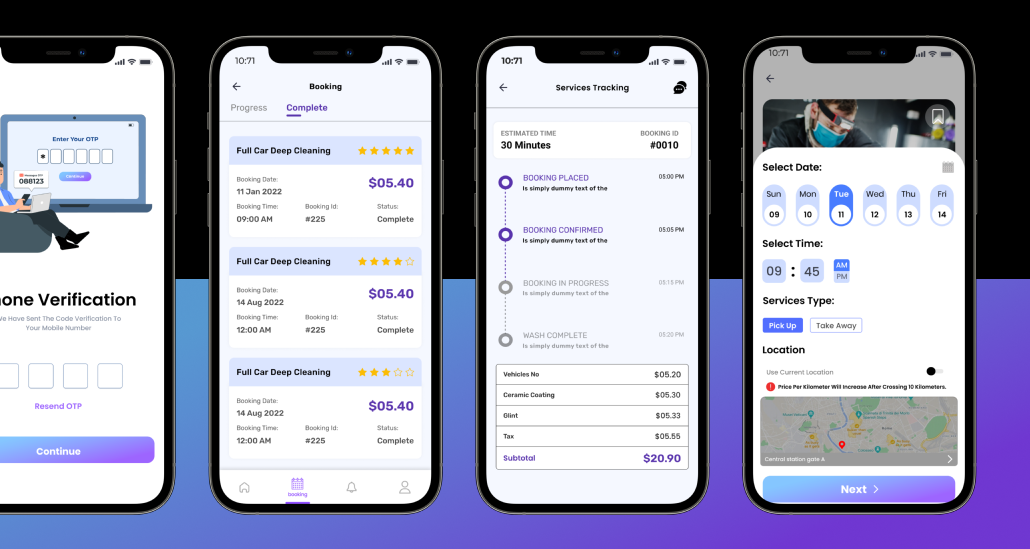 Enter Your OTP
*
Messages OTP
088123
Continue
one Verification
We Have Sent The Code Verification To
Your Mobile Number
Resend OTP
Continue
10:71
Booking
Progress Complete
Full Car Deep Cleaning
Booking Date:
11 Jan 2022
$05.40
Booking Time: Booking Id: Status:
09:00 AM #225 Complete
Full Car Deep Cleaning
Booking Date:
14 Aug 2022
$05.40
Booking Time: Booking Id: Status:
12:00 AM #225 Complete
Full Car Deep Cleaning
Booking Date:
14 Aug 2022
$05.40
Booking Time: Booking Id: Status:
12:00 AM #225 Complete
booking
10:71
Services Tracking
ESTIMATED TIME BOOKING ID
30 Minutes #0010
BOOKING PLACED 05:00 PM
Is simply dummy text of the
BOOKING CONFIRMED 05:05 PM
Is simply dummy text of the
BOOKING IN PROGRESS 05:15 PM
Is simply dummy text of the
WASH COMPLETE 05:20 PM
Is simply dummy text of the
Vehicles No $05.20
Ceramic Coating $05.30
Glint $05.33
Tax $05.55
Subtotal $20.90
10:71
Select Date:
Sun Mon Tue Wed Thu Fri
09 10 11 12 13 14
Select Time:
09 : 45 AM
PM
Services Type:
Pick Up Take Away
Location
Use Current Location
! Price Per Kilometer Will Increase After Crossing 10 Kilometers.
Central station gate A
Next >